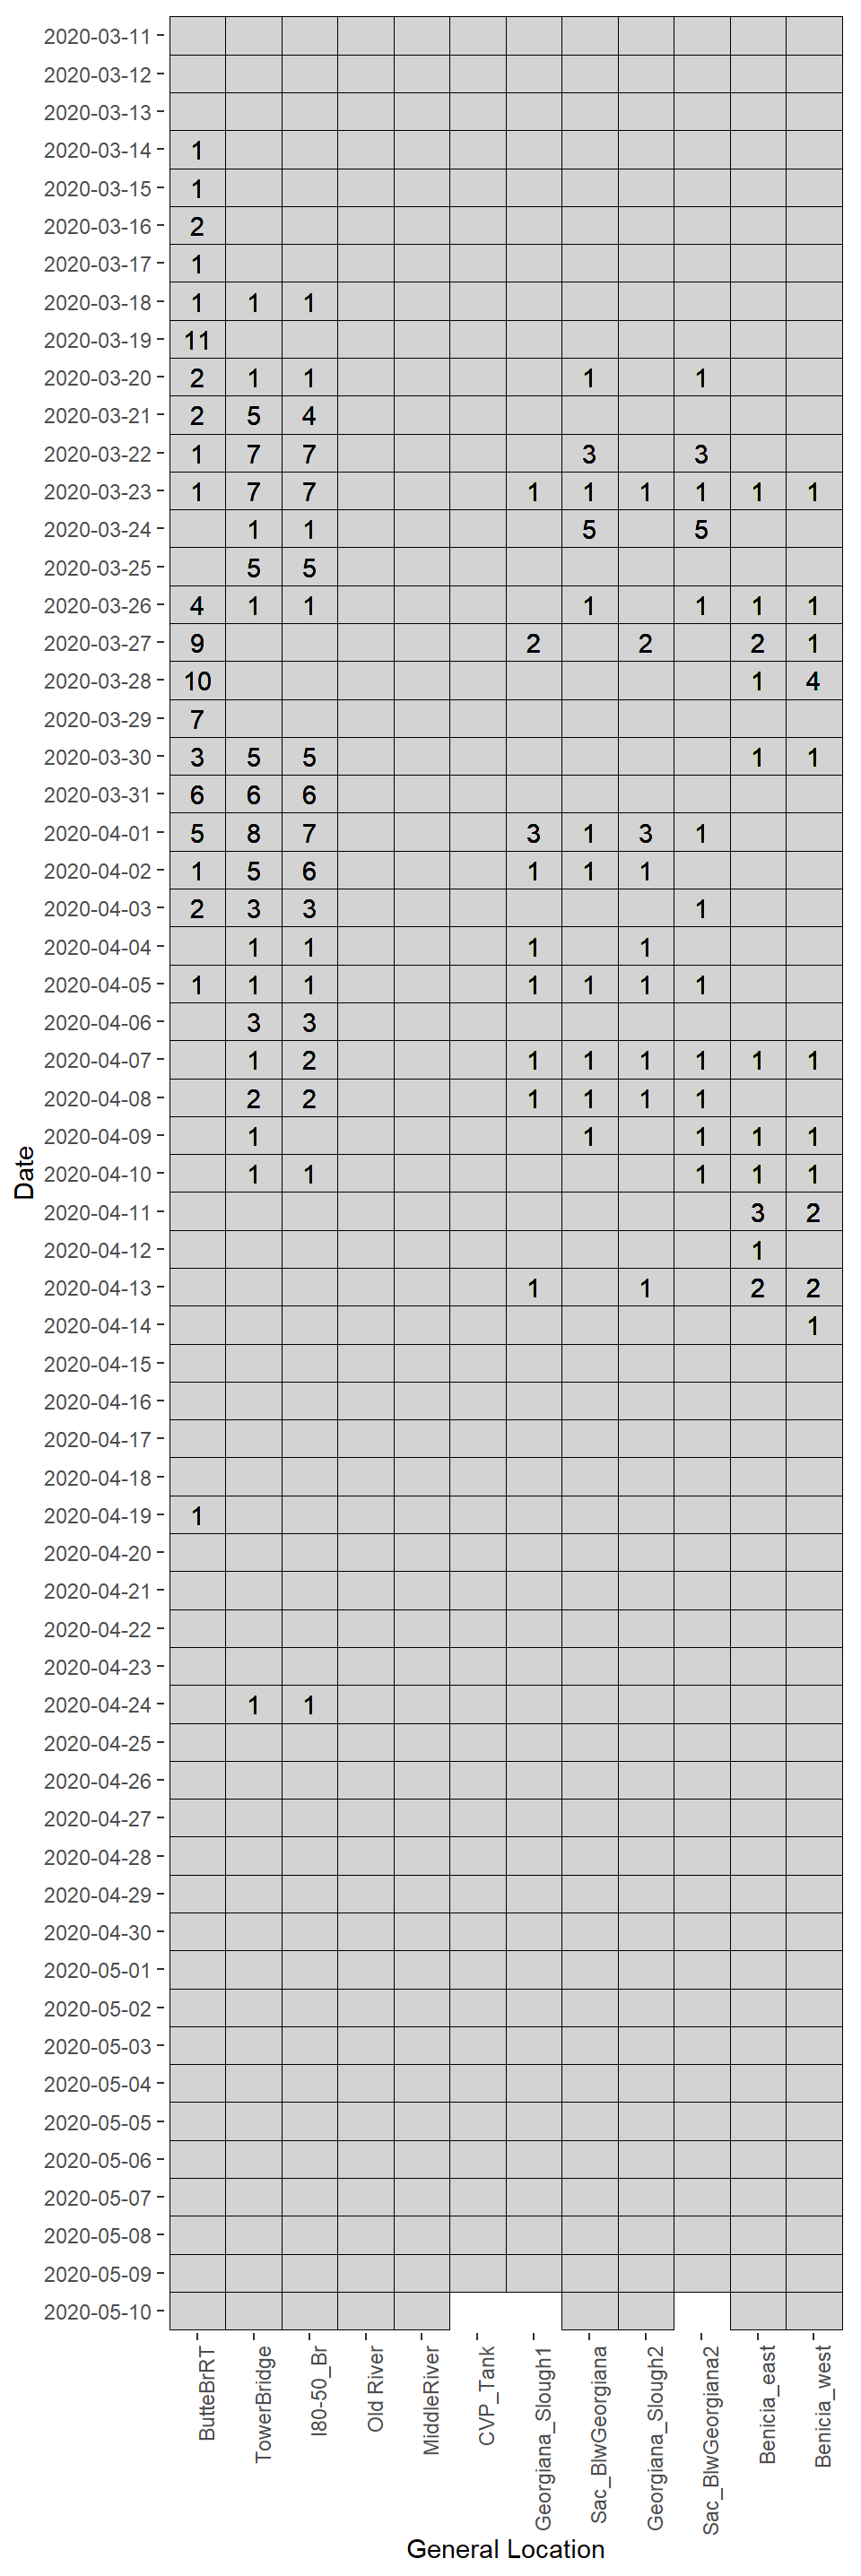 2020-03-11
2020-03-12
2020-03-13
2020-03-14 1
2020-03-15 1
2020-03-16 2
2020-03-17 1
2020-03-18 1 1 1
2020-03-19 11
2020-03-20 2 1 1 1 1
2020-03-21 2 5 4
2020-03-22 1 7 7 3 3
2020-03-23 1 7 7 1 1 1 1 1 1
2020-03-24 1 1 5 5
2020-03-25 5 5
2020-03-26 4 1 1 1 1 1 1
2020-03-27 9 2 2 2 1
2020-03-28 10 1 4
2020-03-29 7
2020-03-30 3 5 5 1 1
2020-03-31 6 6 6
2020-04-01 5 8 7 3 1 3 1
2020-04-02 1 5 6 1 1 1
2020-04-03 2 3 3 1
2020-04-04 1 1 1 1
2020-04-05 1 1 1 1 1 1 1
2020-04-06 3 3
2020-04-07 1 2 1 1 1 1 1 1
2020-04-08 2 2 1 1 1 1
2020-04-09 1 1 1 1 1
2020-04-10 1 1 1 1 1
2020-04-11 3 2
2020-04-12 1
2020-04-13 1 1 2 2
2020-04-14 1
2020-04-15
2020-04-16
2020-04-17
2020-04-18
2020-04-19 1
2020-04-20
2020-04-21
2020-04-22
2020-04-23
2020-04-24 1 1
2020-04-25
2020-04-26
2020-04-27
2020-04-28
2020-04-29
2020-04-30
2020-05-01
2020-05-02
2020-05-03
2020-05-04
2020-05-05
2020-05-06
2020-05-07
2020-05-08
2020-05-09
2020-05-10
Date
ButteBrRT
TowerBridge
I80-50_Br
Old River
MiddleRiver
CVP_Tank
Georgiana_Slough1
Sac_BlwGeorgiana
Georgiana_Slough2
Sac_BlwGeorgiana2
Benicia_east
Benicia_west
General Location